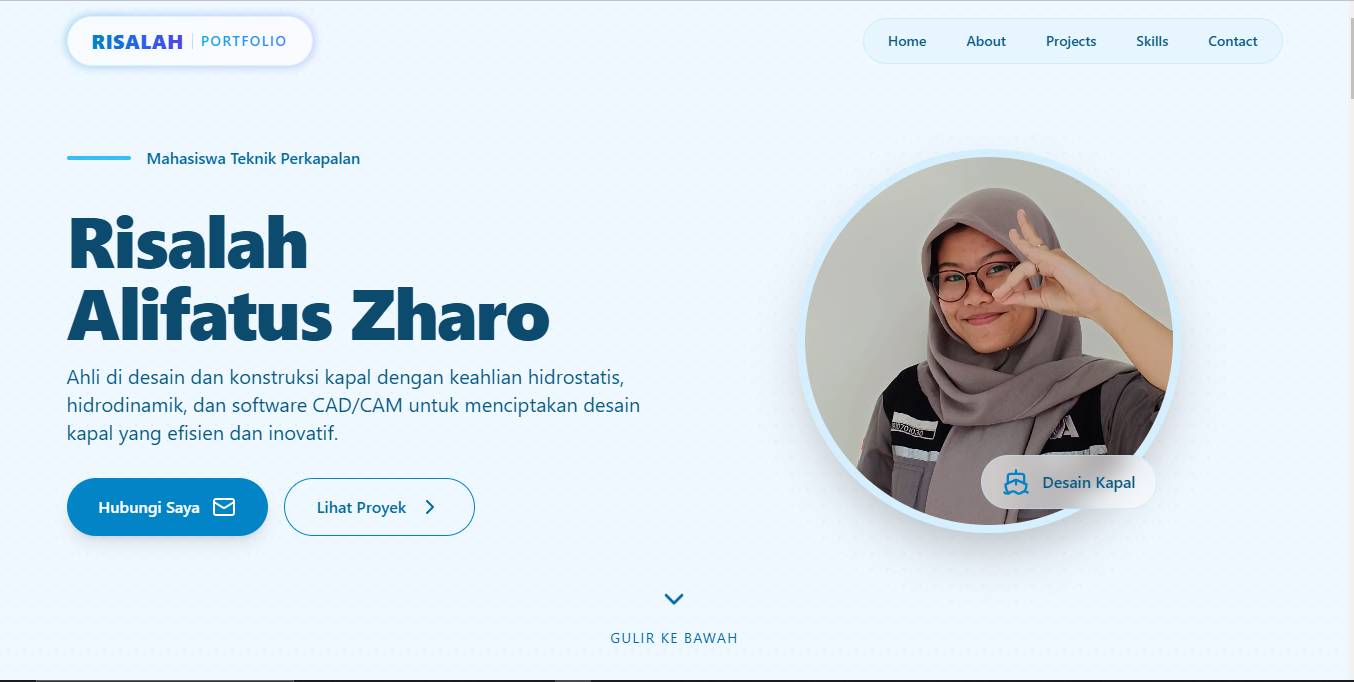 RISALAH PORTFOLIO
Home About Projects Skills Contact
Mahasiswa Teknik Perkapalan
Risalah
Alifatus Zharo
Ahli di desain dan konstruksi kapal dengan keahlian hidrostatis,
hidrodinamik, dan software CAD/CAM untuk menciptakan desain
kapal yang efisien dan inovatif.
Hubungi Saya
Lihat Proyek
Desain Kapal
GULIR KE BAWAH